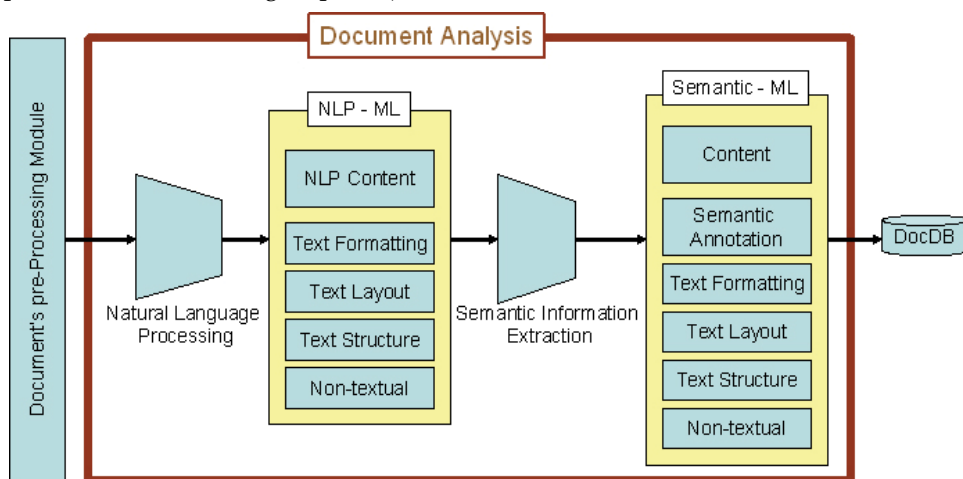 Document Analysis
Document's pre-Processing Module
Natural Language
Processing
NLP - ML
NLP Content
Text Formatting
Text Layout
Text Structure
Non-textual
Semantic Information
Extraction
Semantic - ML
Content
Semantic
Annotation
Text Formatting
Text Layout
Text Structure
Non-textual
DocDB